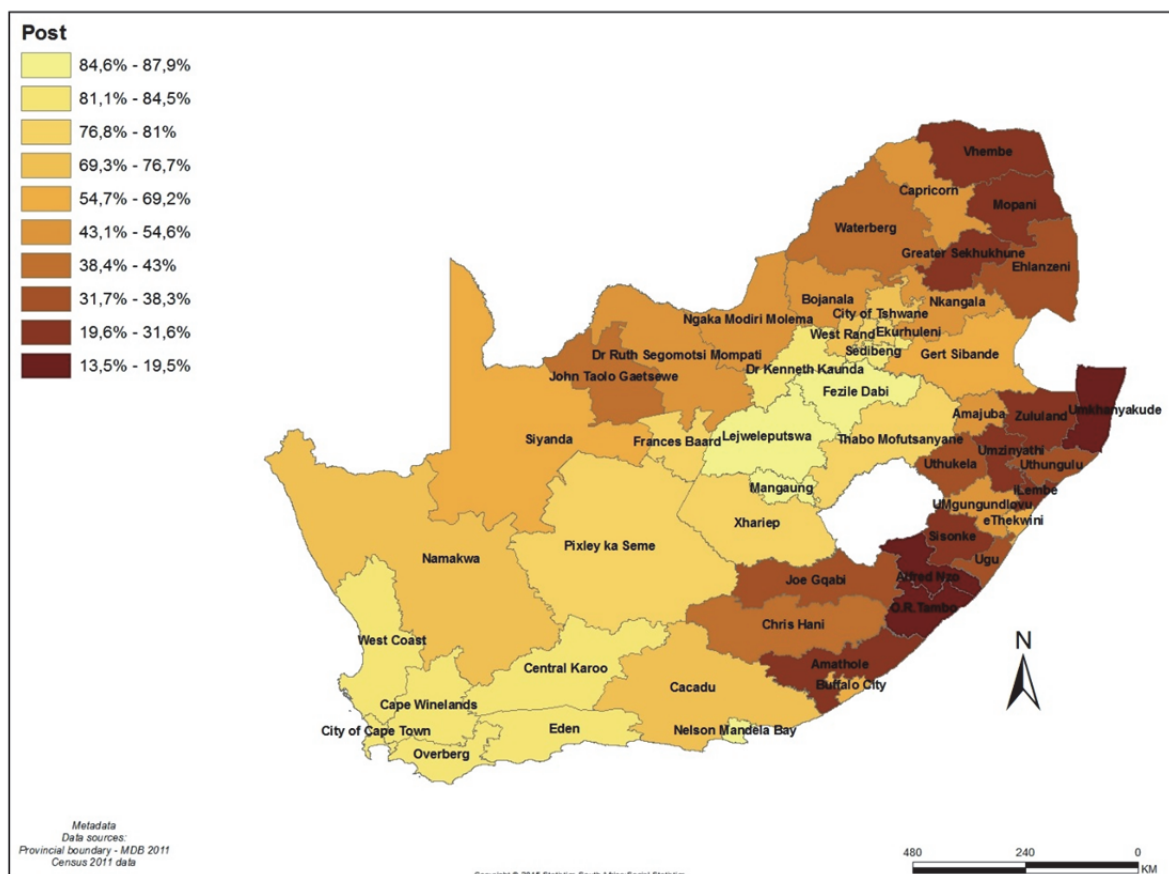 Post
84,6% - 87,9%
81,1% - 84,5%
76,8% - 81%
69,3% - 76,7%
54,7% - 69,2%
43,1% - 54,6%
38,4% - 43%
31,7% - 38,3%
19,6% - 31,6%
13,5% - 19,5%
Vhembe
Capricorn
Mopani
Waterberg
Greater Sekhukhune
Ehlanzeni
Bojanala
Nkangala
City of Tshwane
Ngaka Modiri Molema
West Rand
Ekurhuleni
Sedibeng
Gert Sibande
Dr Ruth Segomotsi Mompati
Dr Kenneth Kaunda
John Taolo Gaetsewe
Fezile Dabi
Amajuba
Zululand
Umkhanyakude
Siyanda
Frances Baard
Lejweleputswa
Thabo Mofutsanyane
Umzinyathi
Uthukela
Uthungulu
Mangaung
iLembe
UMgungundlovu
eThekwini
Xhariep
Sisonke
Pixley ka Seme
Ugu
Namakwa
Joe Gqabi
Alfred Nzo
O.R.Tambo
Chris Hani
West Coast
Central Karoo
Amathole
Buffalo City
Cacadu
Cape Winelands
City of Cape Town
Eden
Nelson Mandela Bay
Overberg
N
Metadata
Data sources:
Provincial boundary - MDB 2011
Census 2011 data
480 240 0
KM